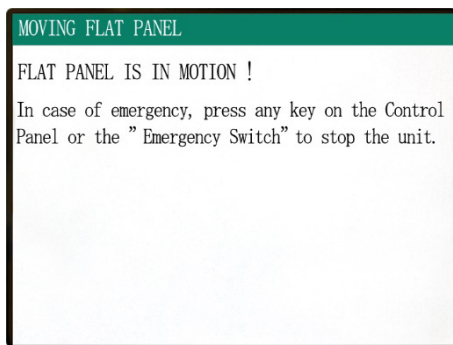 MOVING FLAT PANEL
FLAT PANEL IS IN MOTION !
In case of emergency, press any key on the Control
Panel or the ” Emergency Switch” to stop the unit.